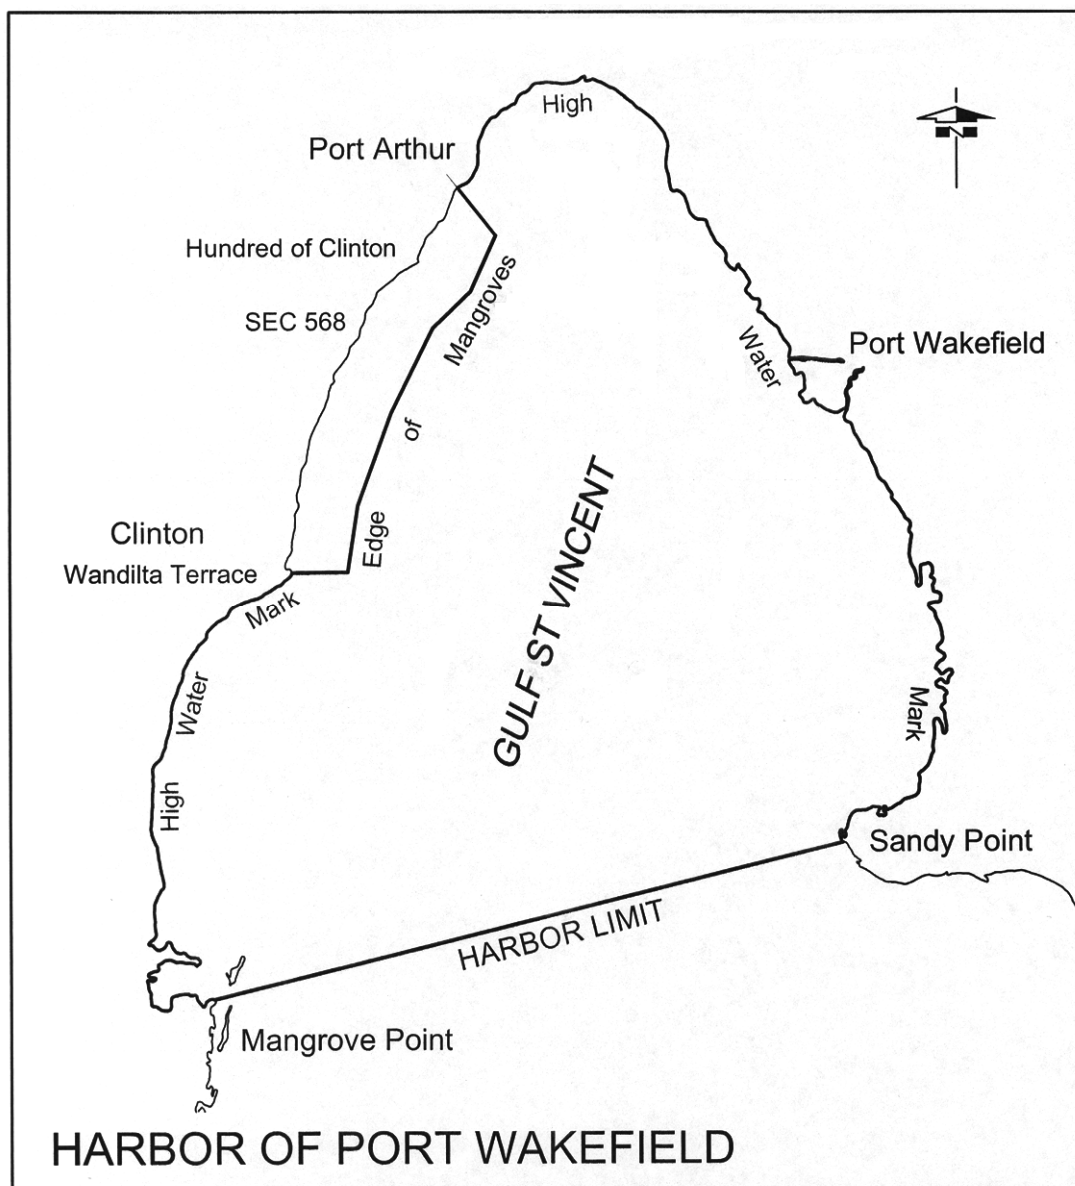 High
Port Arthur
N
Hundred of Clinton
Mangroves
SEC 568
Water
Port Wakefield
of
GULF ST VINCENT
Clinton
Edge
Wandilta Terrace
Mark
Water
Mark
High
Sandy Point
HARBOR LIMIT
Mangrove Point
HARBOR OF PORT WAKEFIELD